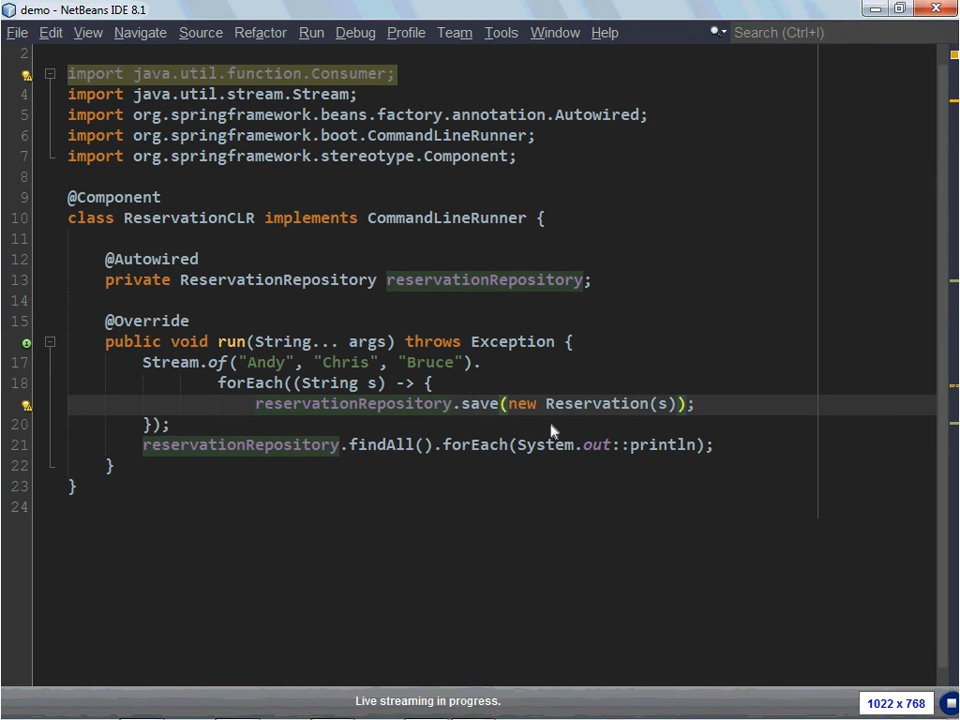 demo - NetBeans IDE 8.1
File Edit View Navigate Source Refactor Run Debug Profile Team Tools Window Help Search (Ctrl+I)
2
import java.util.function.Consumer;
4 import java.util.stream.Stream;
5 import org.springframework.beans.factory.annotation.Autowired;
6 import org.springframework.boot.CommandLineRunner;
7 import org.springframework.stereotype.Component;
8
9 @Component
10 class ReservationCLR implements CommandLineRunner {
11
12 @Autowired
13 private ReservationRepository reservationRepository;
14
15 @Override
public void run(String... args) throws Exception {
17 Stream.of("Andy", "Chris", "Bruce").
18 forEach((String s) -> {
reservationRepository.save(new Reservation(s));
20 });
21 reservationRepository.findAll().forEach(System.out::println);
22 }
23 }
24
Live streaming in progress.
1022 x 768